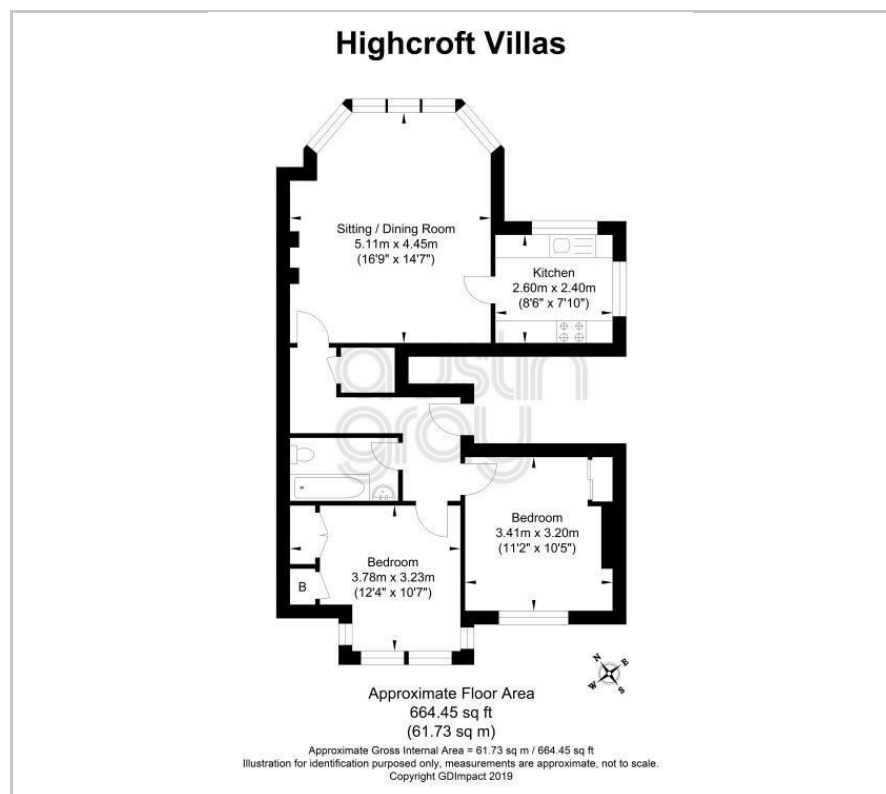 Highcroft Villas
Sitting / Dining Room
5.11m x 4.45m
(16'9" x 14'7")
Kitchen
2.60m x 2.40m
(8'6" x 7'10")
austin
gray
Bedroom
3.41m x 3.20m
(11'2" x 10'5")
Bedroom
3.78m x 3.23m
(12'4" x 10'7")
B
N
E
W
S
Approximate Floor Area
664.45 sq ft
(61.73 sq m)
Approximate Gross Internal Area = 61.73 sq m / 664.45 sq ft
Illustration for identification purposed only, measurements are approximate, not to scale.
Copyright GDImpact 2019